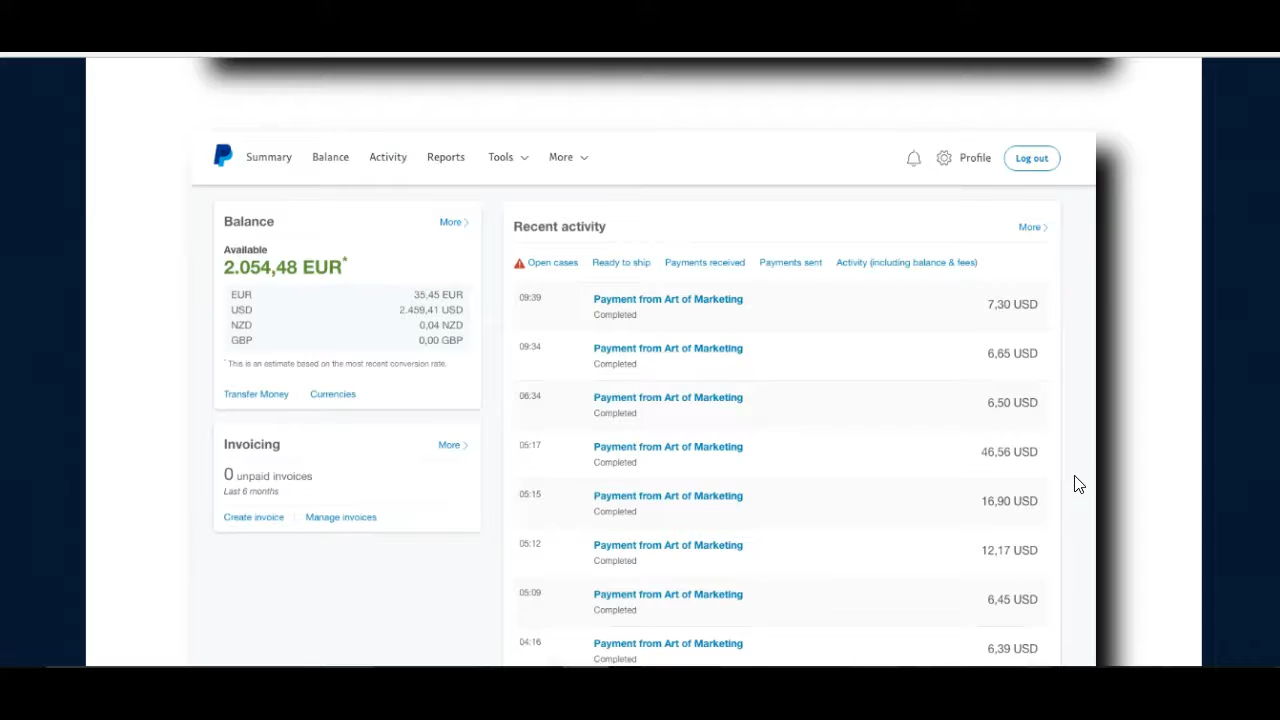 Summary Balance Activity Reports Tools More Profile Log out
Balance More
Available
2.054,48 EUR*
EUR 35,45 EUR
USD 2.459,41 USD
NZD 0,04 NZD
GBP 0,00 GBP
* This is an estimate based on the most recent conversion rate.
Transfer Money Currencies
Invoicing More
0 unpaid invoices
Last 6 months
Create invoice Manage invoices
Recent activity More
Open cases Ready to ship Payments received Payments sent Activity (including balance & fees)
09:39 Payment from Art of Marketing 7,30 USD
Completed
09:34 Payment from Art of Marketing 6,65 USD
Completed
06:34 Payment from Art of Marketing 6,50 USD
Completed
05:17 Payment from Art of Marketing 46,56 USD
Completed
05:15 Payment from Art of Marketing 16,90 USD
Completed
05:12 Payment from Art of Marketing 12,17 USD
Completed
05:09 Payment from Art of Marketing 6,45 USD
Completed
04:16 Payment from Art of Marketing 6,39 USD
Completed